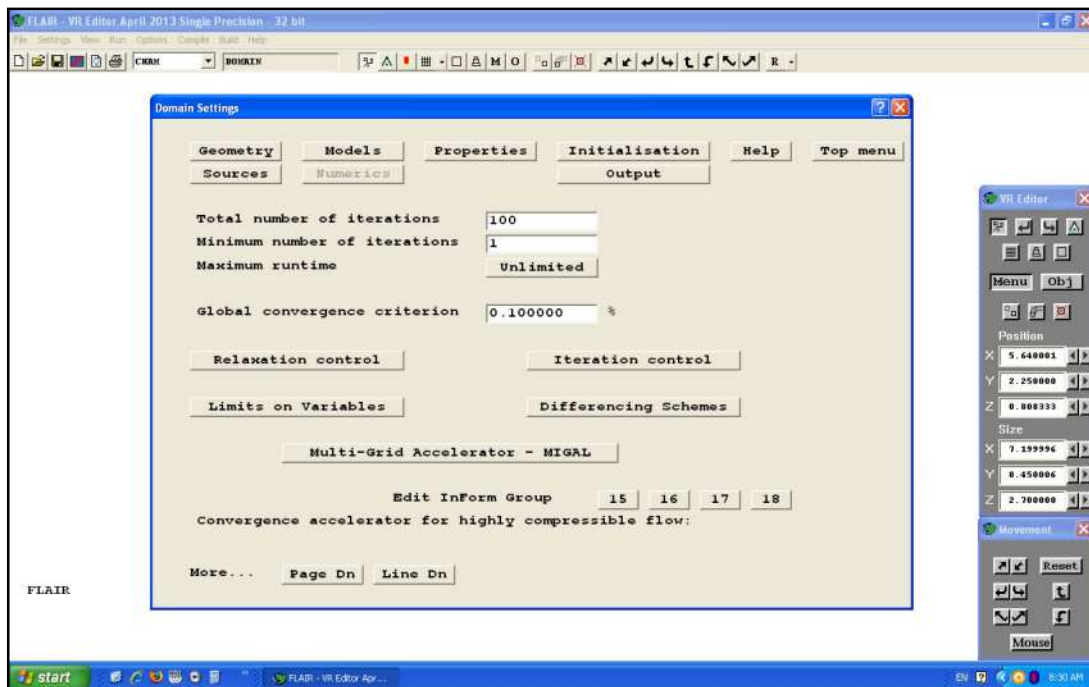 FLAIR - VR Editor April 2013 Single Precision - 32 bit
File Settings View Run Options Compile Build Help
CHAM DOMAIN M O R
Domain Settings
Geometry Models Properties Initialisation Help Top menu
Sources Numerics Output
Total number of iterations 100
Minimum number of iterations 1
Maximum runtime Unlimited
Global convergence criterion 0.100000 %
Relaxation control Iteration control
Limits on Variables Differencing Schemes
Multi-Grid Accelerator - MIGAL
Edit InForm Group 15 16 17 18
Convergence accelerator for highly compressible flow:
More... Page Dn Line Dn
FLAIR
VR Editor
Menu Obj
Position
X 5.640001
Y 2.250000
Z 0.808333
Size
X 7.199996
Y 8.450006
Z 2.700000
Movement
Reset
Mouse
start FLAIR - VR Editor Apr... EN 8:30 AM